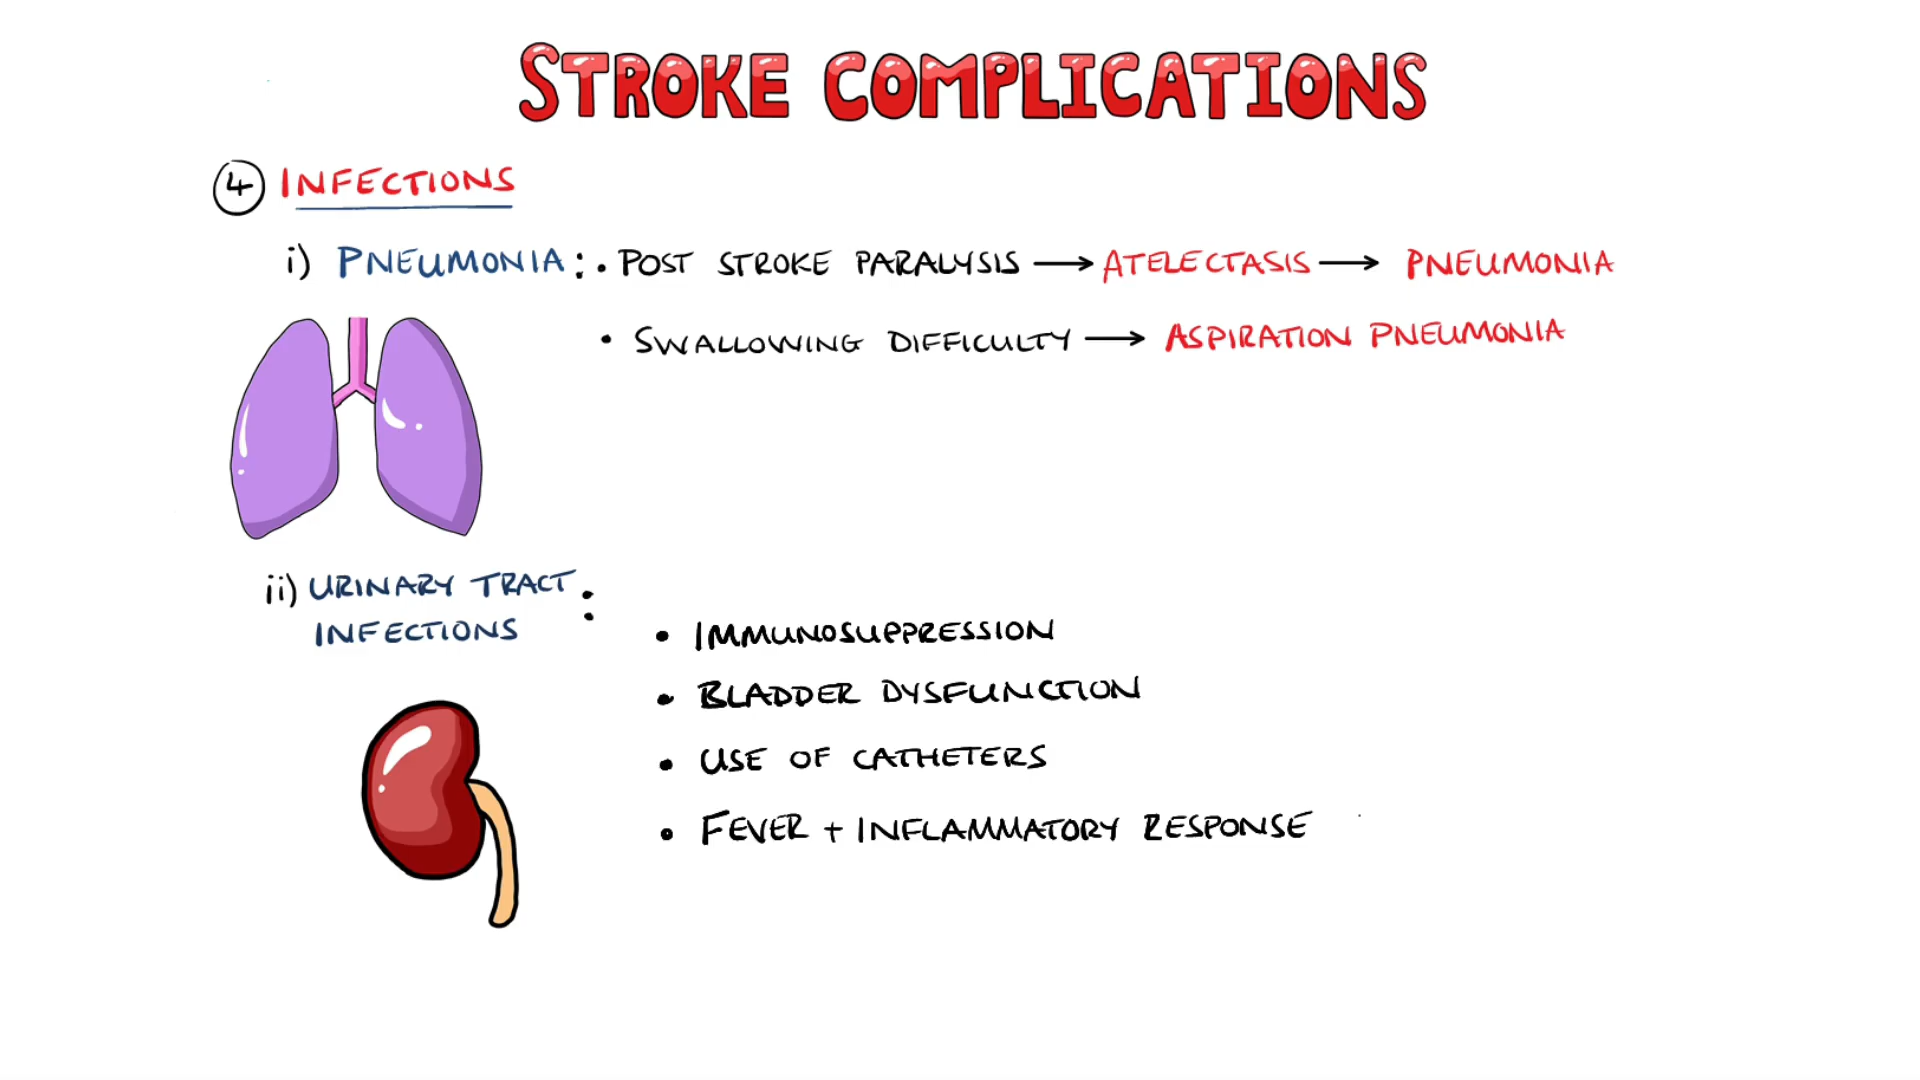 STROKE COMPLICATIONS
4 INFECTIONS
i) PNEUMONIA: • POST STROKE PARALYSIS → ATELECTASIS → PNEUMONIA
• SWALLOWING DIFFICULTY → ASPIRATION PNEUMONIA
ii) URINARY TRACT
INFECTIONS :
• IMMUNOSUPPRESSION
• BLADDER DYSFUNCTION
• USE OF CATHETERS
• FEVER + INFLAMMATORY RESPONSE